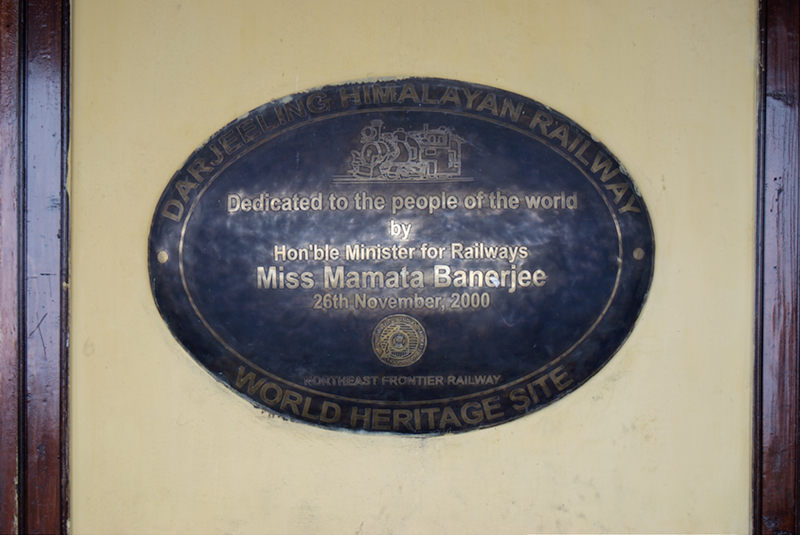 DARJEELING HIMALAYAN RAILWAY
Dedicated to the people of the world
by
Hon'ble Minister for Railways
Miss Mamata Banerjee
26th November, 2000
NORTHEAST FRONTIER RAILWAY
WORLD HERITAGE SITE